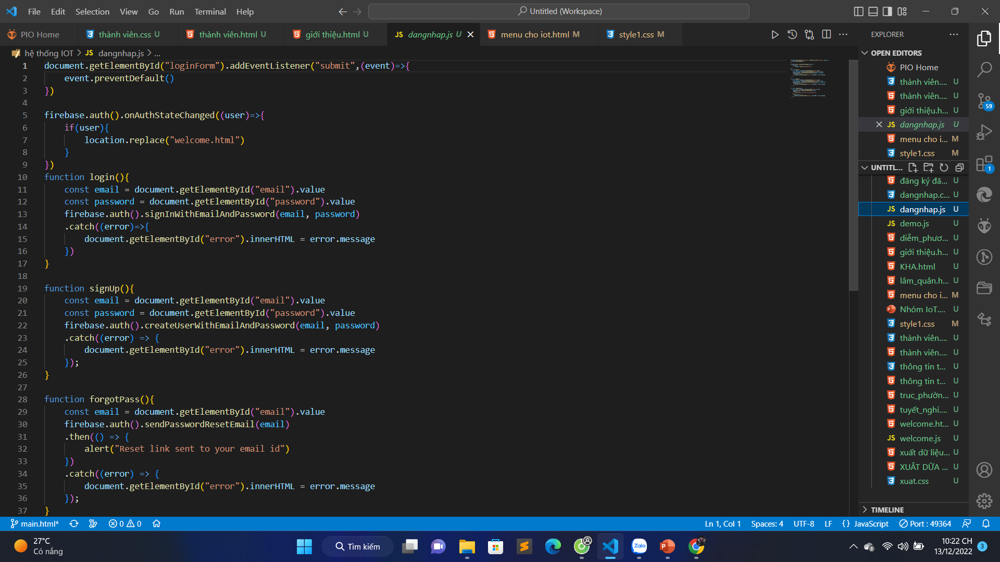 File Edit Selection View Go Run Terminal Help
Untitled (Workspace)
PIO Home
thành viên.css U
thành viên.html U
giới thiệu.html U
JS dangnhap.js U
menu cho iot.html M
style1.css M
hệ thống IOT > JS dangnhap.js > ...
1 document.getElementById("loginForm").addEventListener("submit",(event)=>{
2 event.preventDefault()
3 })
4
5 firebase.auth().onAuthStateChanged((user)=>{
6 if(user){
7 location.replace("welcome.html")
8 }
9 })
10 function login(){
11 const email = document.getElementById("email").value
12 const password = document.getElementById("password").value
13 firebase.auth().signInWithEmailAndPassword(email, password)
14 .catch((error)=>{
15 document.getElementById("error").innerHTML = error.message
16 })
17 }
18
19 function signUp(){
20 const email = document.getElementById("email").value
21 const password = document.getElementById("password").value
22 firebase.auth().createUserWithEmailAndPassword(email, password)
23 .catch((error) => {
24 document.getElementById("error").innerHTML = error.message
25 });
26 }
27
28 function forgotPass(){
29 const email = document.getElementById("email").value
30 firebase.auth().sendPasswordResetEmail(email)
31 .then(() => {
32 alert("Reset link sent to your email id")
33 })
34 .catch((error) => {
35 document.getElementById("error").innerHTML = error.message
36 });
37 }
EXPLORER
OPEN EDITORS
PIO Home
thành viên.... U
thành viên.... U
giới thiệu.h... U
JS dangnhap.js U
menu cho i... M
style1.css M
UNTITL...
đăng ký đă... U
dangnhap.c... U
JS dangnhap.js U
JS demo.js U
diễm_phươ... U
giới thiệu.h... U
KHA.html U
lâm_quân.h... U
menu cho i... M
Nhóm IoT.... U
style1.css M
thành viên.... U
thành viên.... U
thông tin t... U
thông tin t... U
truc_phườn... U
tuyết_nghi.... U
welcome.ht... U
JS welcome.js U
xuất dữ liệu... U
XUẤT DỮA ... U
xuat.css U
TIMELINE
59
1
main.html* 0 0
Ln 1, Col 1 Spaces: 4 UTF-8 LF {} JavaScript Port : 49364
27°C
Có nắng
Tìm kiếm
Zalo
10:22 CH
13/12/2022
3